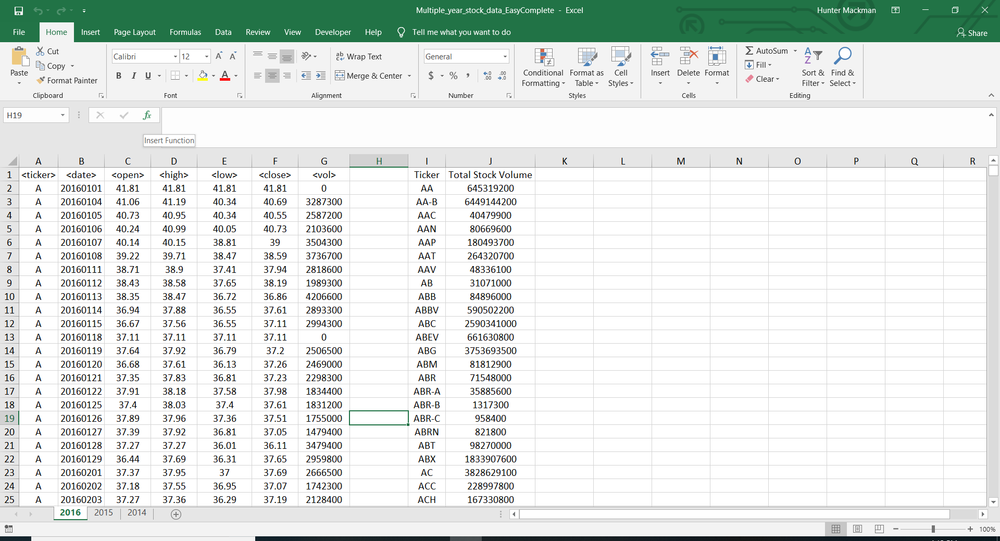 Multiple_year_stock_data_EasyComplete - Excel
Hunter Mackman
File Home Insert Page Layout Formulas Data Review View Developer Help Tell me what you want to do
Share
Paste
Cut
Copy
Format Painter
Clipboard
Calibri 12
B I U
Font
Wrap Text
Merge & Center
Alignment
General
$ %
Number
Conditional Formatting
Format as Table
Cell Styles
Styles
Insert Delete Format
Cells
AutoSum
Fill
Clear
Sort & Filter
Find & Select
Editing
H19
fx
Insert Function
A B C D E F G H I J K L M N O P Q R
1 <ticker> <date> <open> <high> <low> <close> <vol> Ticker Total Stock Volume
2 A 20160101 41.81 41.81 41.81 41.81 0 AA 645319200
3 A 20160104 41.06 41.19 40.34 40.69 3287300 AA-B 6449144200
4 A 20160105 40.73 40.95 40.34 40.55 2587200 AAC 40479900
5 A 20160106 40.24 40.99 40.05 40.73 2103600 AAN 80669600
6 A 20160107 40.14 40.15 38.81 39 3504300 AAP 180493700
7 A 20160108 39.22 39.71 38.47 38.59 3736700 AAT 264320700
8 A 20160111 38.71 38.9 37.41 37.94 2818600 AAV 48336100
9 A 20160112 38.43 38.58 37.65 38.19 1989300 AB 31071000
10 A 20160113 38.35 38.47 36.72 36.86 4206600 ABB 84896000
11 A 20160114 36.94 37.88 36.55 37.61 2893300 ABBV 590502200
12 A 20160115 36.67 37.56 36.55 37.11 2994300 ABC 2590341000
13 A 20160118 37.11 37.11 37.11 37.11 0 ABEV 661630800
14 A 20160119 37.64 37.92 36.79 37.2 2506500 ABG 3753693500
15 A 20160120 36.68 37.61 36.13 37.26 2469000 ABM 81812900
16 A 20160121 37.35 37.83 36.81 37.23 2298300 ABR 71548000
17 A 20160122 37.91 38.18 37.58 37.98 1834400 ABR-A 35885600
18 A 20160125 37.4 38.03 37.4 37.61 1831200 ABR-B 1317300
19 A 20160126 37.89 37.96 37.36 37.51 1755000 ABR-C 958400
20 A 20160127 37.39 37.92 36.81 37.05 1479400 ABRN 821800
21 A 20160128 37.27 37.27 36.01 36.11 3479400 ABT 98270000
22 A 20160129 36.44 37.69 36.31 37.65 2959800 ABX 1833907600
23 A 20160201 37.37 37.95 37 37.69 2666500 AC 3828629100
24 A 20160202 37.18 37.55 36.95 37.07 1742300 ACC 228997800
25 A 20160203 37.27 37.36 36.29 37.19 2128400 ACH 167330800
2016 2015 2014
100%